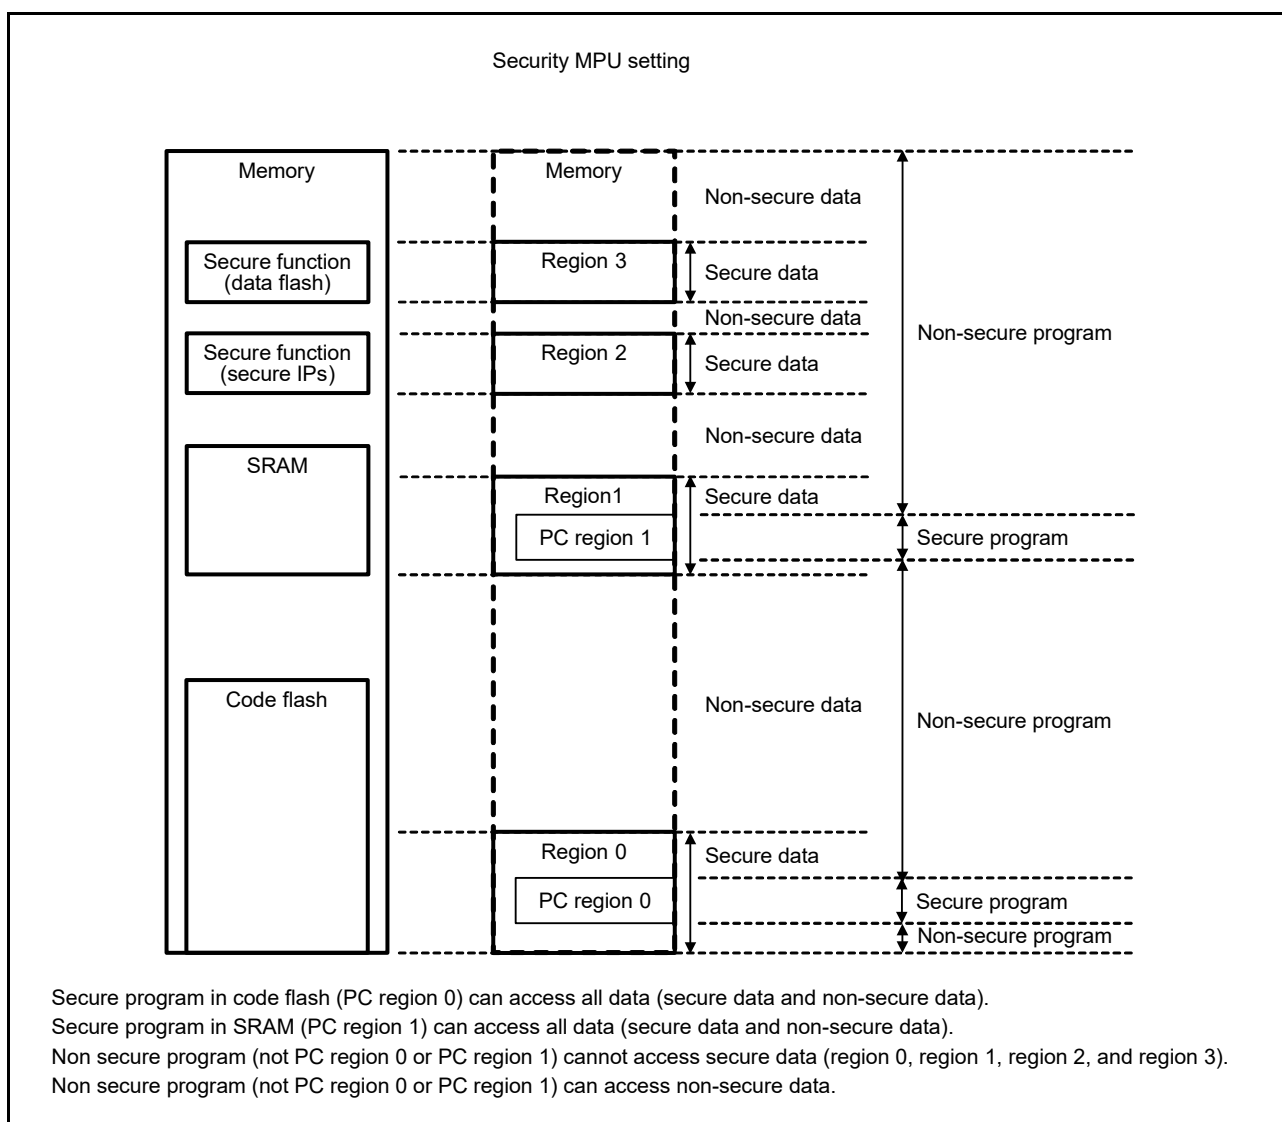 Security MPU setting
Memory
Memory
Non-secure data
Secure function
(data flash)
Region 3
Secure data
Non-secure data
Non-secure program
Secure function
(secure IPs)
Region 2
Secure data
Non-secure data
SRAM
Region1
Secure data
PC region 1
Secure program
Code flash
Non-secure data
Non-secure program
Region 0
Secure data
PC region 0
Secure program
Non-secure program
Secure program in code flash (PC region 0) can access all data (secure data and non-secure data).
Secure program in SRAM (PC region 1) can access all data (secure data and non-secure data).
Non secure program (not PC region 0 or PC region 1) cannot access secure data (region 0, region 1, region 2, and region 3).
Non secure program (not PC region 0 or PC region 1) can access non-secure data.